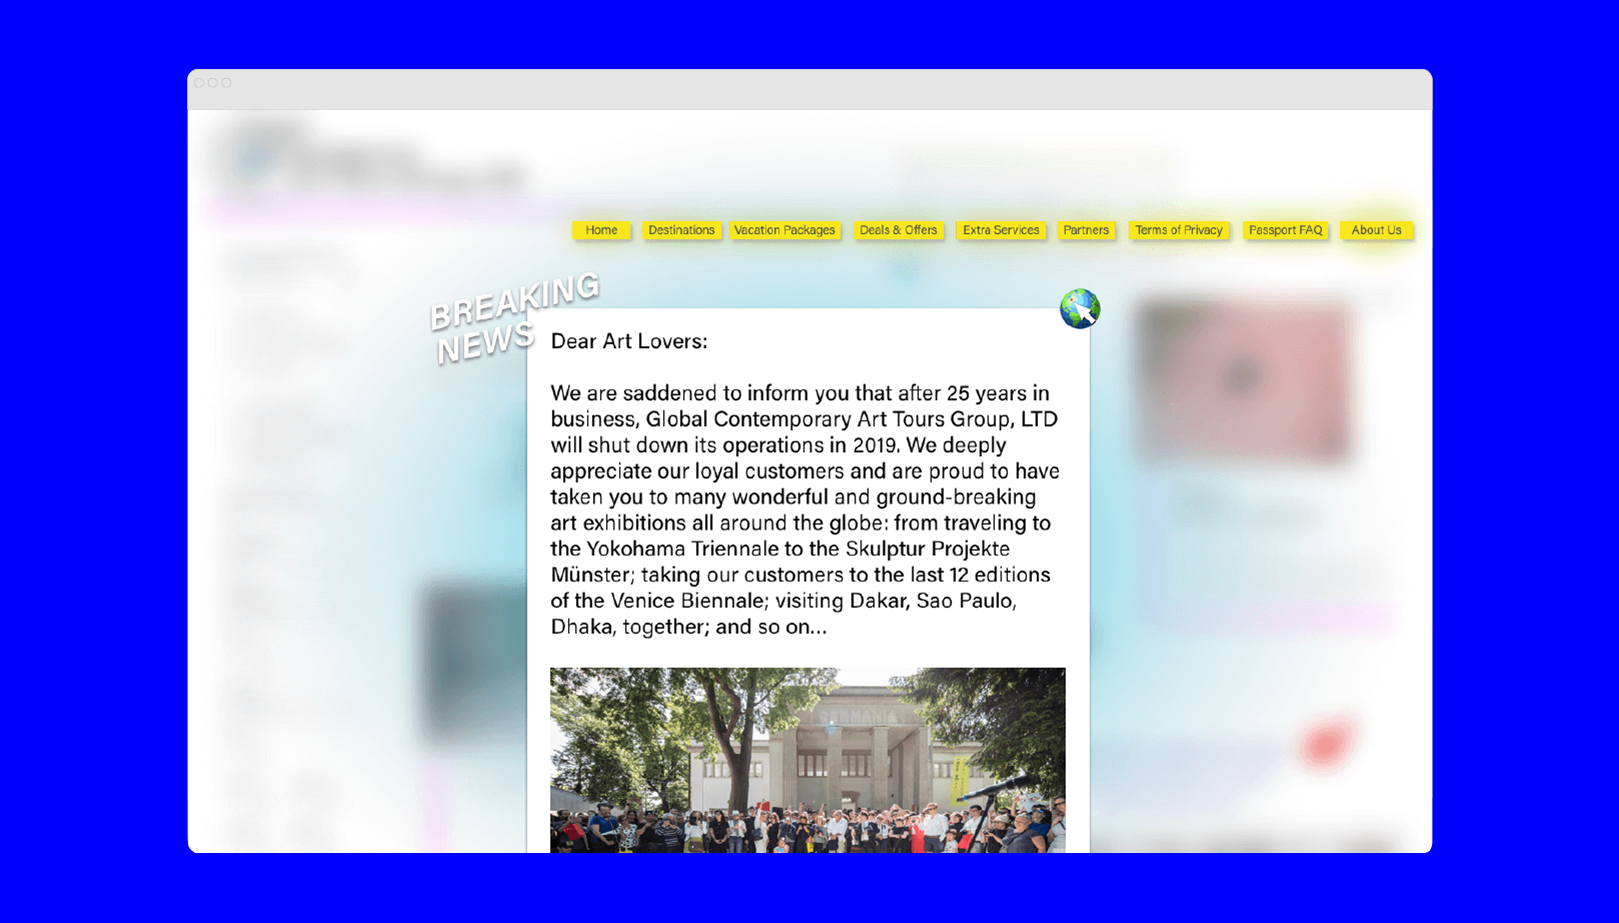 Home Destinations Vacation Packages Deals & Offers Extra Services Partners Terms of Privacy Passport FAQ About Us
BREAKING
NEWS
Dear Art Lovers:
We are saddened to inform you that after 25 years in
business, Global Contemporary Art Tours Group, LTD
will shut down its operations in 2019. We deeply
appreciate our loyal customers and are proud to have
taken you to many wonderful and ground-breaking
art exhibitions all around the globe: from traveling to
the Yokohama Triennale to the Skulptur Projekte
Münster; taking our customers to the last 12 editions
of the Venice Biennale; visiting Dakar, Sao Paulo,
Dhaka, together; and so on...
GERMANIA